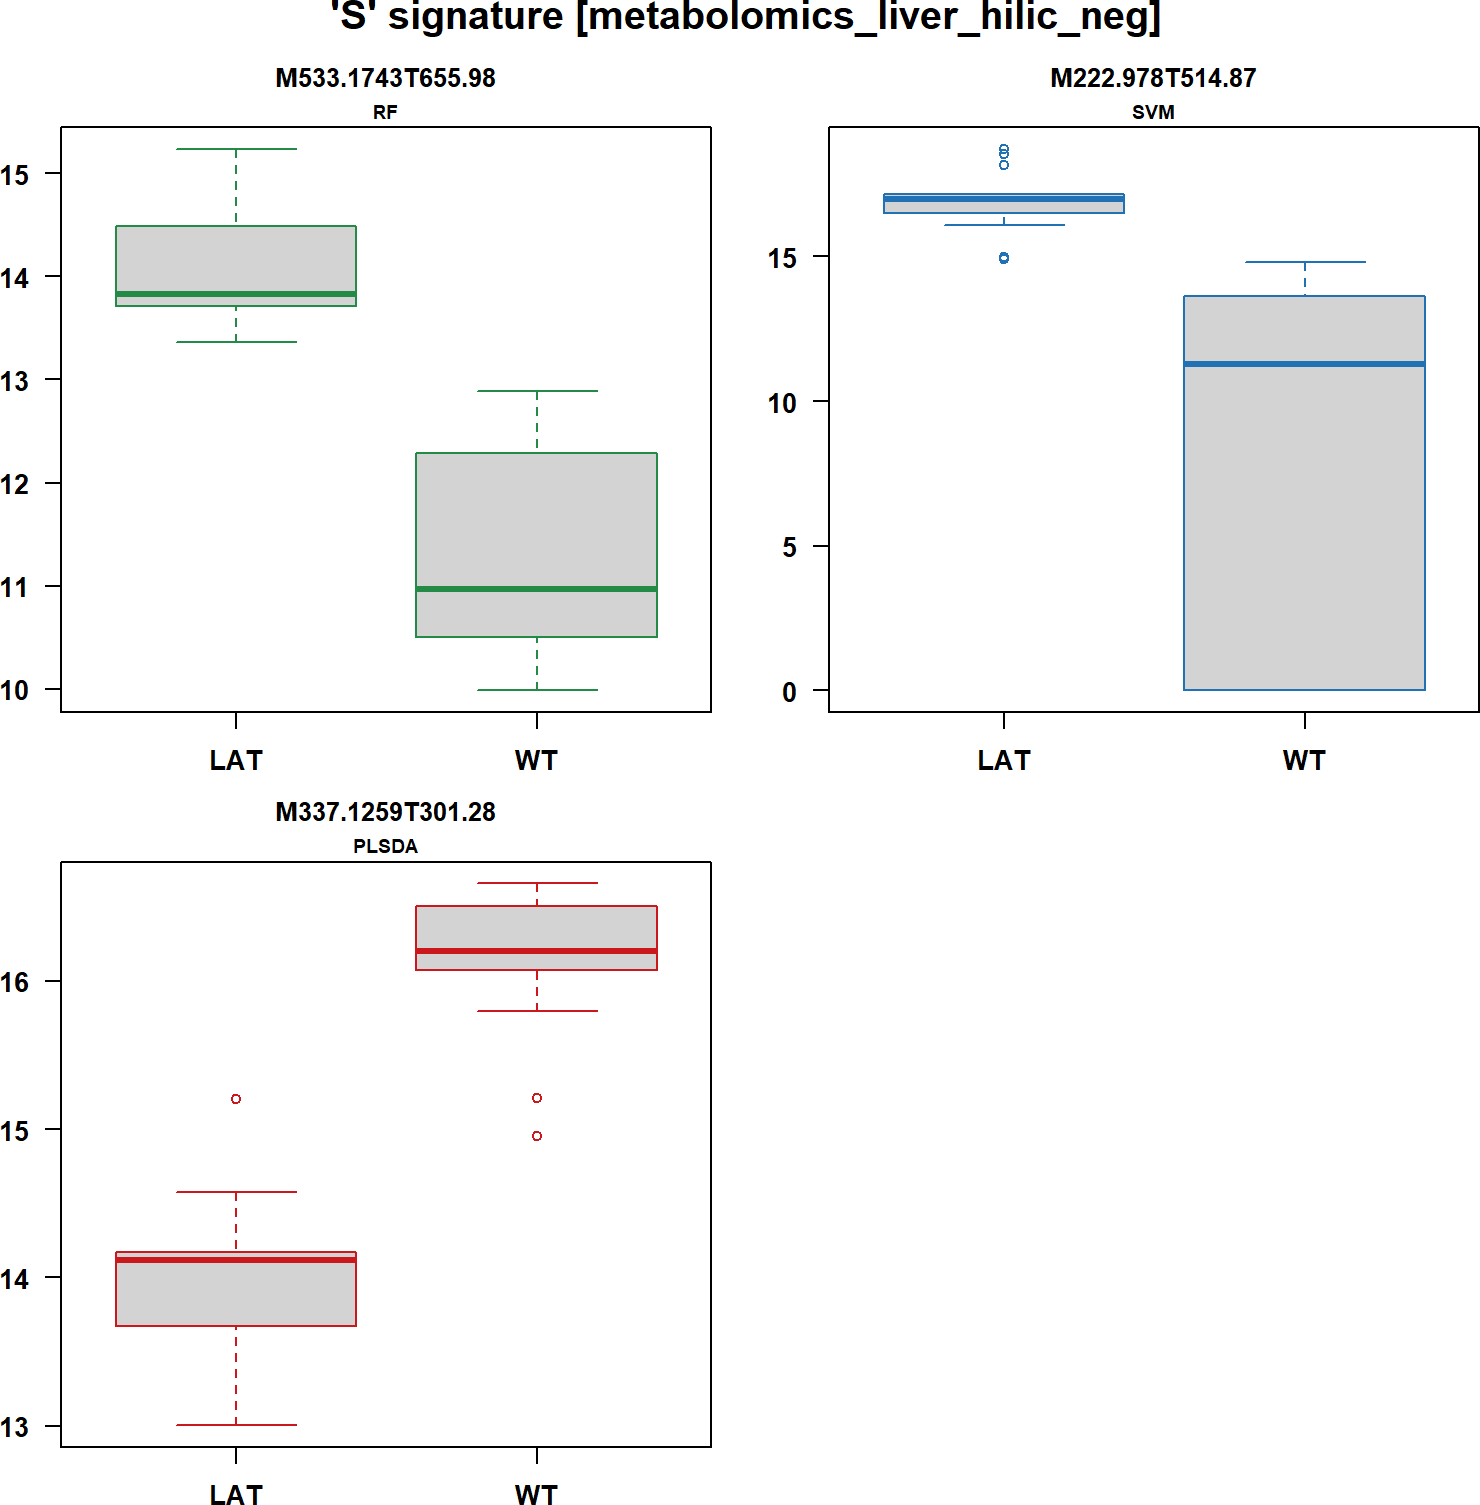 'S' signature [metabolomics_liver_hilic_neg]
M533.1743T655.98
RF
15
14
13
12
11
10
LAT WT
M222.978T514.87
SVM
15
10
5
0
LAT WT
M337.1259T301.28
PLSDA
16
15
14
13
LAT WT